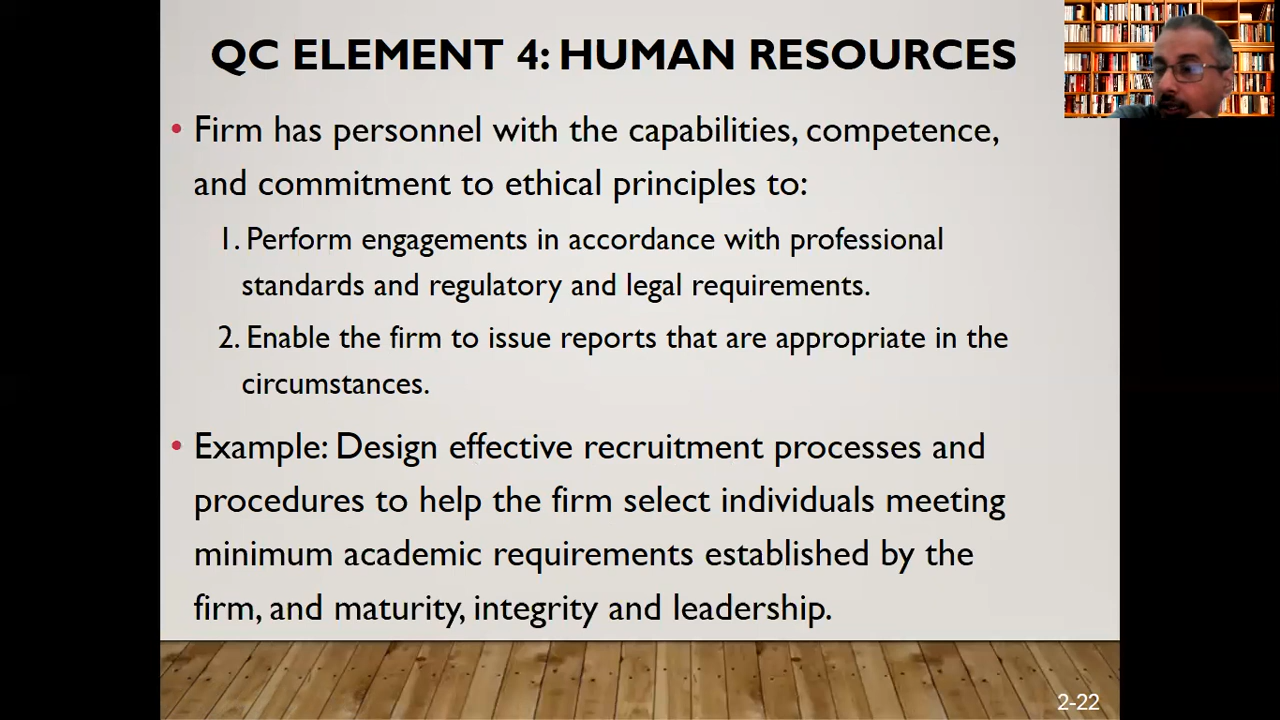 QC ELEMENT 4: HUMAN RESOURCES
• Firm has personnel with the capabilities, competence,
and commitment to ethical principles to:
1. Perform engagements in accordance with professional
standards and regulatory and legal requirements.
2. Enable the firm to issue reports that are appropriate in the
circumstances.
• Example: Design effective recruitment processes and
procedures to help the firm select individuals meeting
minimum academic requirements established by the
firm, and maturity, integrity and leadership.
2-22